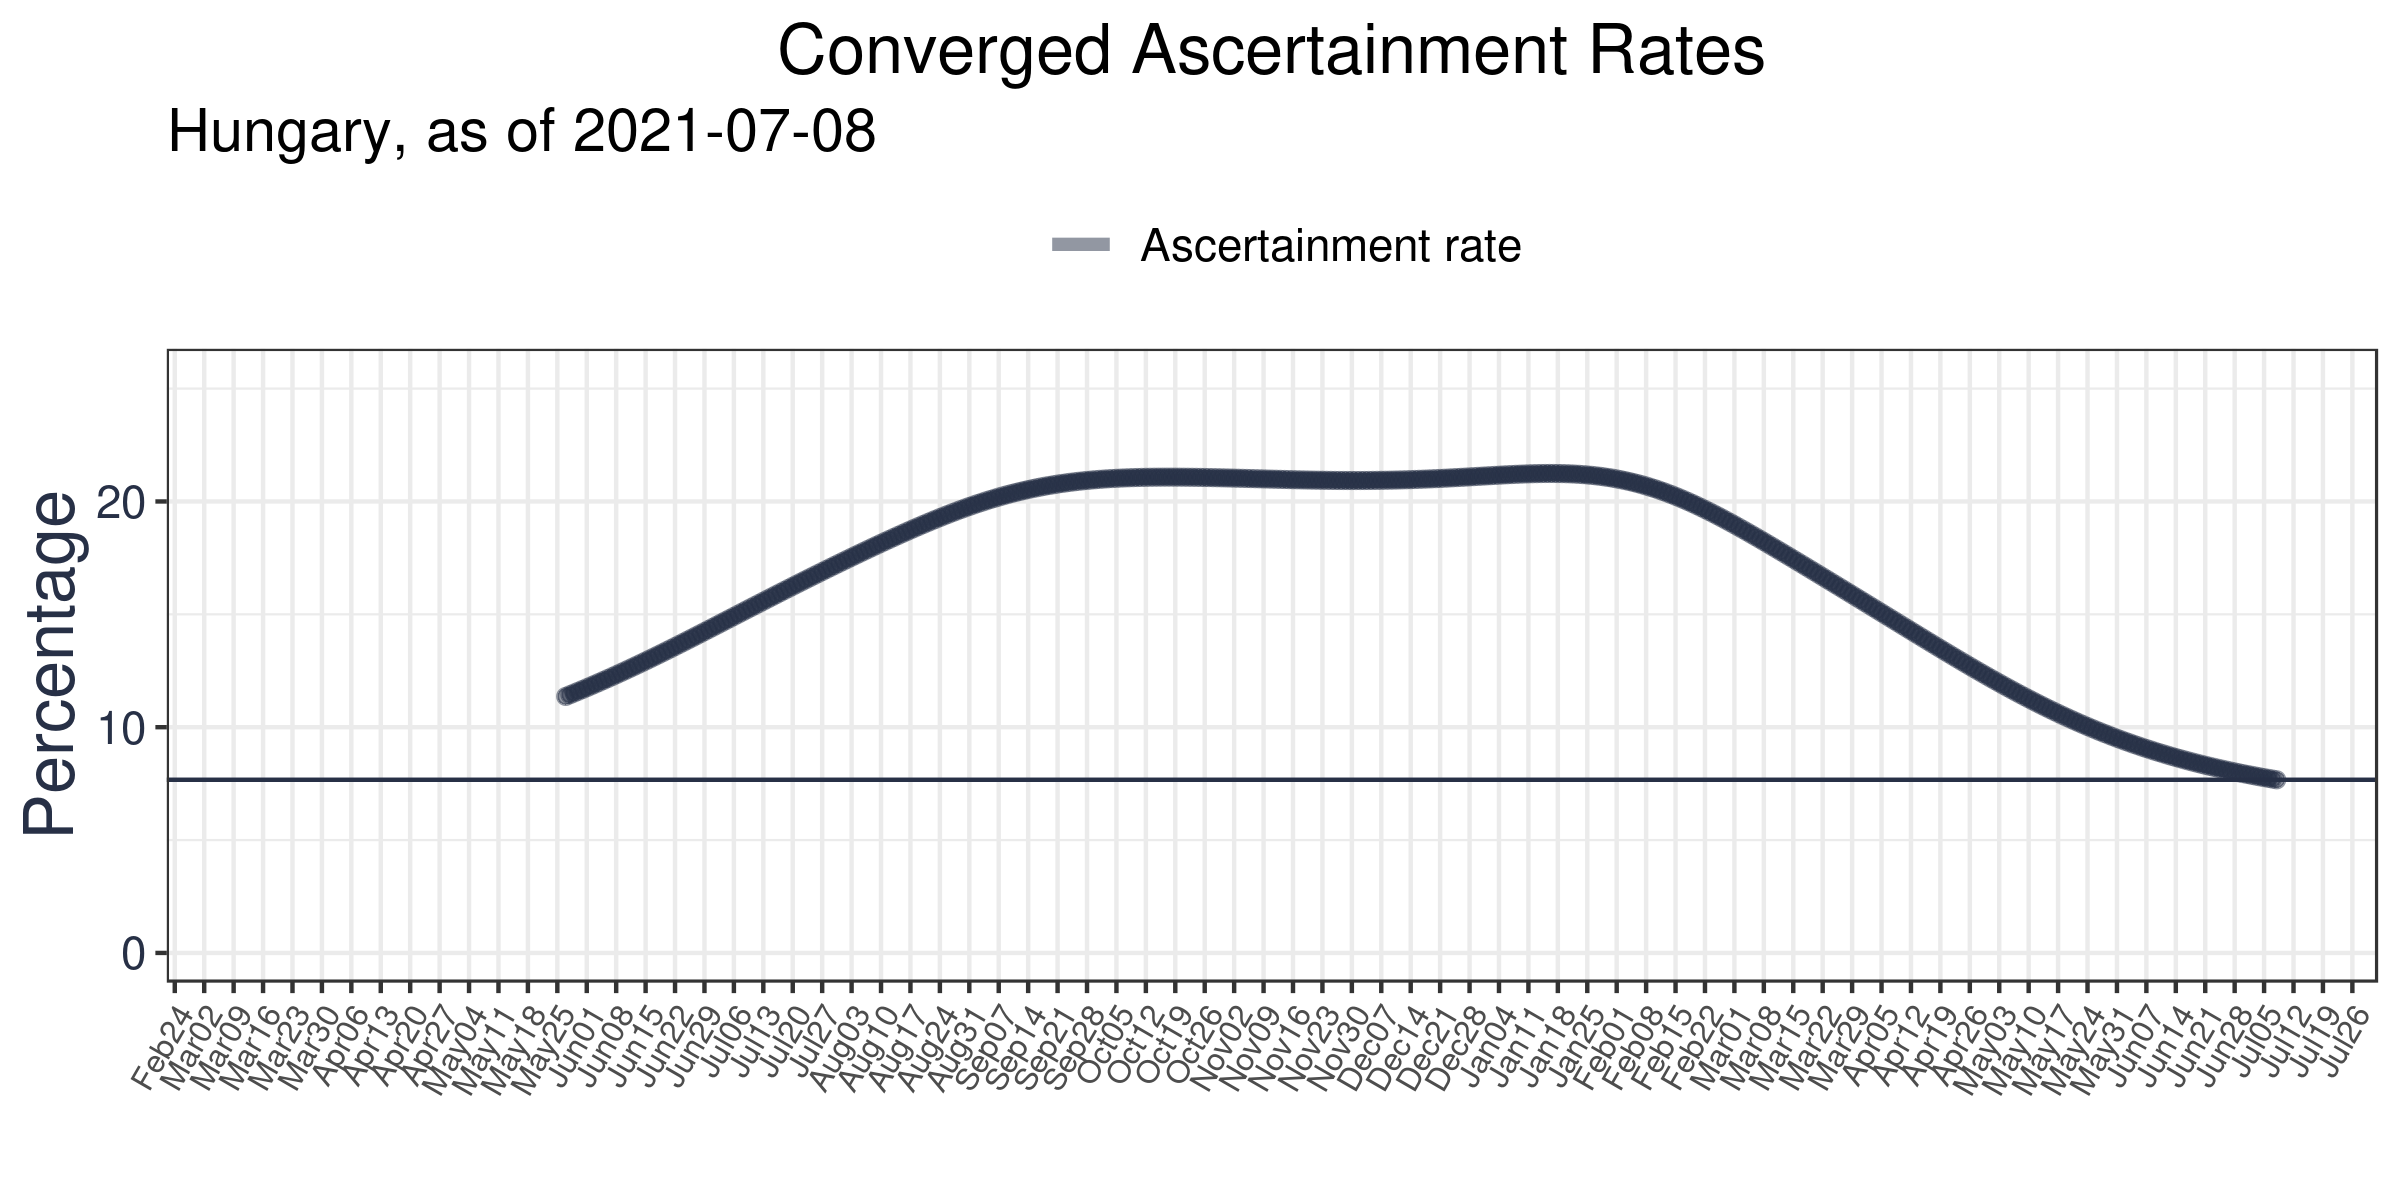 Converged Ascertainment Rates
Hungary, as of 2021-07-08
Ascertainment rate
Percentage
20
10
0
Feb24 Mar02 Mar09 Mar16 Mar23 Mar30 Apr06 Apr13 Apr20 Apr27 May04 May11 May18 May25 Jun01 Jun08 Jun15 Jun22 Jun29 Jul06 Jul13 Jul20 Jul27 Aug03 Aug10 Aug17 Aug24 Aug31 Sep07 Sep14 Sep21 Sep28 Oct05 Oct12 Oct19 Oct26 Nov02 Nov09 Nov16 Nov23 Nov30 Dec07 Dec14 Dec21 Dec28 Jan04 Jan11 Jan18 Jan25 Feb01 Feb08 Feb15 Feb22 Mar01 Mar08 Mar15 Mar22 Mar29 Apr05 Apr12 Apr19 Apr26 May03 May10 May17 May24 May31 Jun07 Jun14 Jun21 Jun28 Jul05 Jul12 Jul19 Jul26